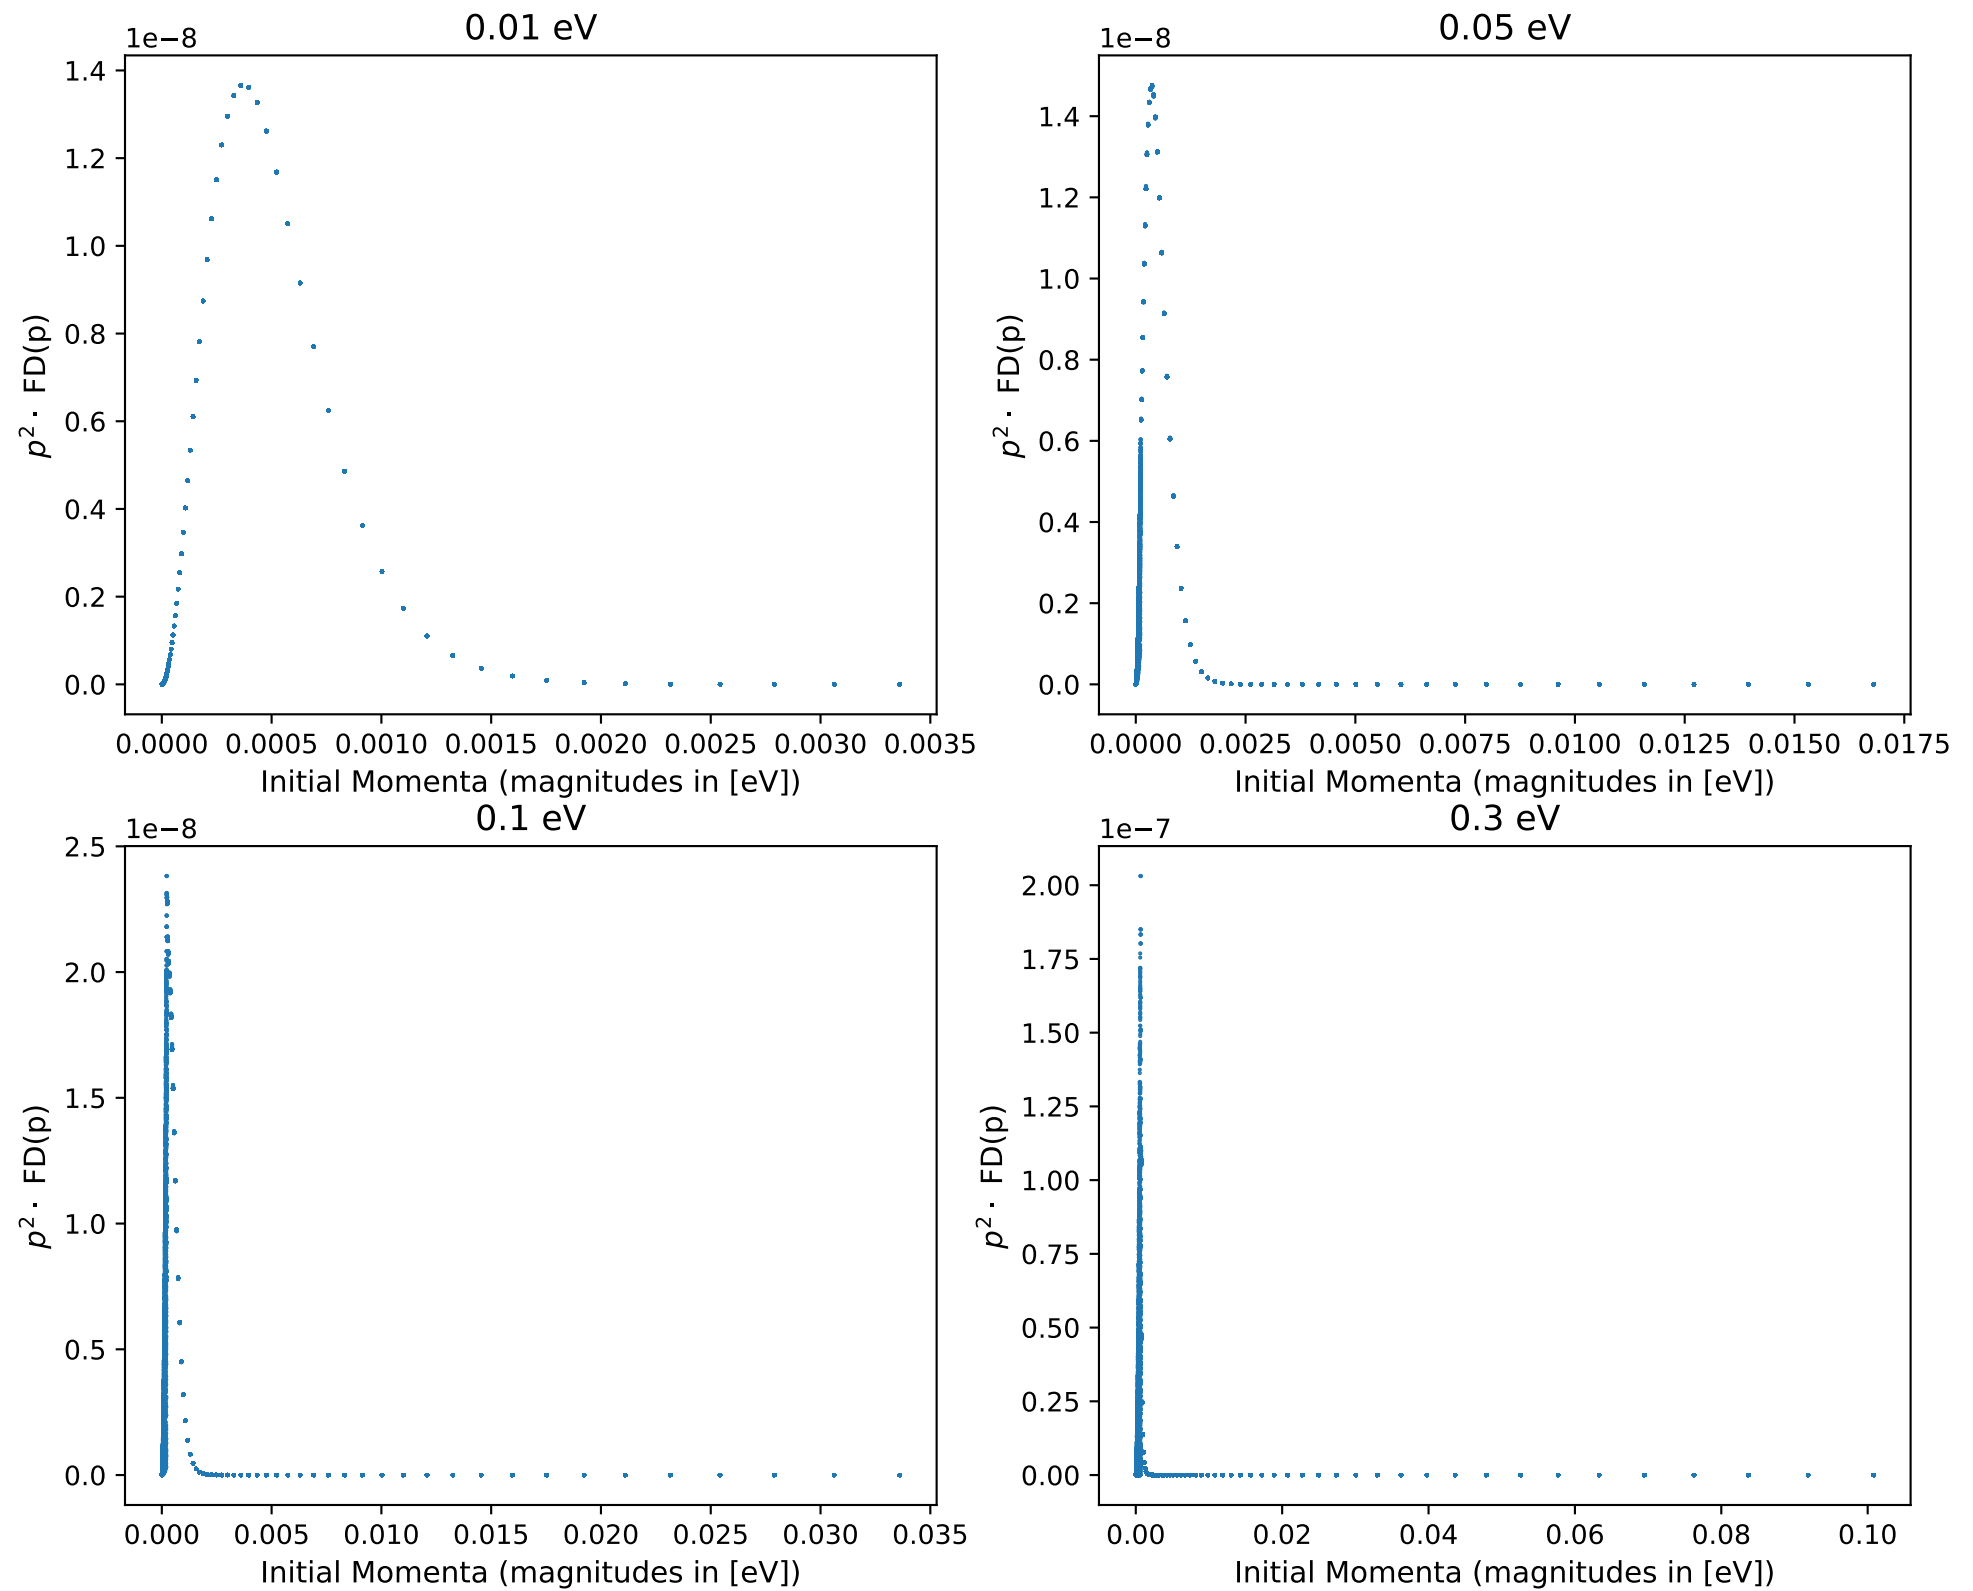 0.01 eV
1e−8
1.4
1.2
1.0
0.8
0.6
0.4
0.2
0.0
p² · FD(p)
0.0000 0.0005 0.0010 0.0015 0.0020 0.0025 0.0030 0.0035
Initial Momenta (magnitudes in [eV])
0.05 eV
1e−8
1.4
1.2
1.0
0.8
0.6
0.4
0.2
0.0
p² · FD(p)
0.0000 0.0025 0.0050 0.0075 0.0100 0.0125 0.0150 0.0175
Initial Momenta (magnitudes in [eV])
0.1 eV
1e−8
2.5
2.0
1.5
1.0
0.5
0.0
p² · FD(p)
0.000 0.005 0.010 0.015 0.020 0.025 0.030 0.035
Initial Momenta (magnitudes in [eV])
0.3 eV
1e−7
2.00
1.75
1.50
1.25
1.00
0.75
0.50
0.25
0.00
p² · FD(p)
0.00 0.02 0.04 0.06 0.08 0.10
Initial Momenta (magnitudes in [eV])